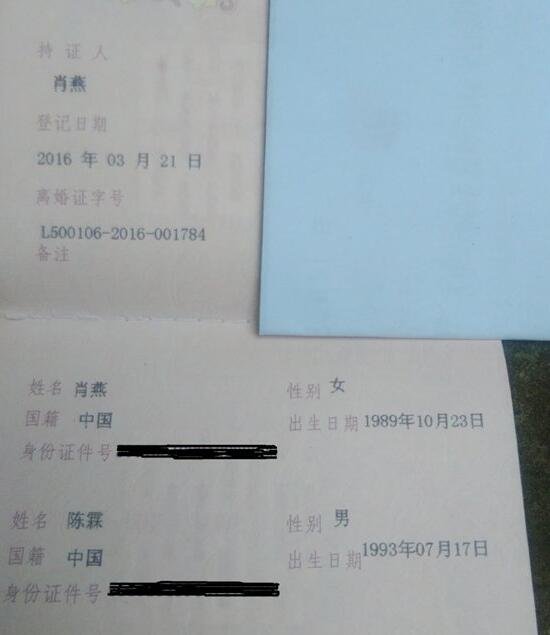 持证人
肖燕
登记日期
2016 年 03 月 21 日
离婚证字号
L500106-2016-001784
备注
姓名 肖燕 性别 女
国籍 中国 出生日期 1989年10月23日
身份证件号
姓名 陈霖 性别 男
国籍 中国 出生日期 1993年07月17日
身份证件号